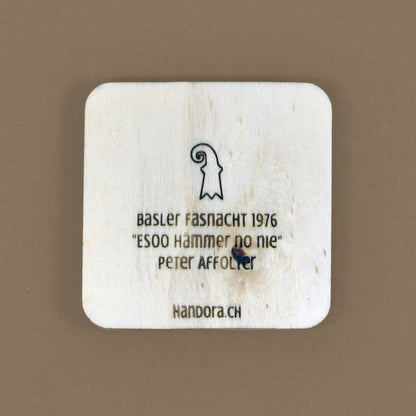 Basler Fasnacht 1976
"Esoo Hämmer no nie"
Peter Affolter
Handora.ch